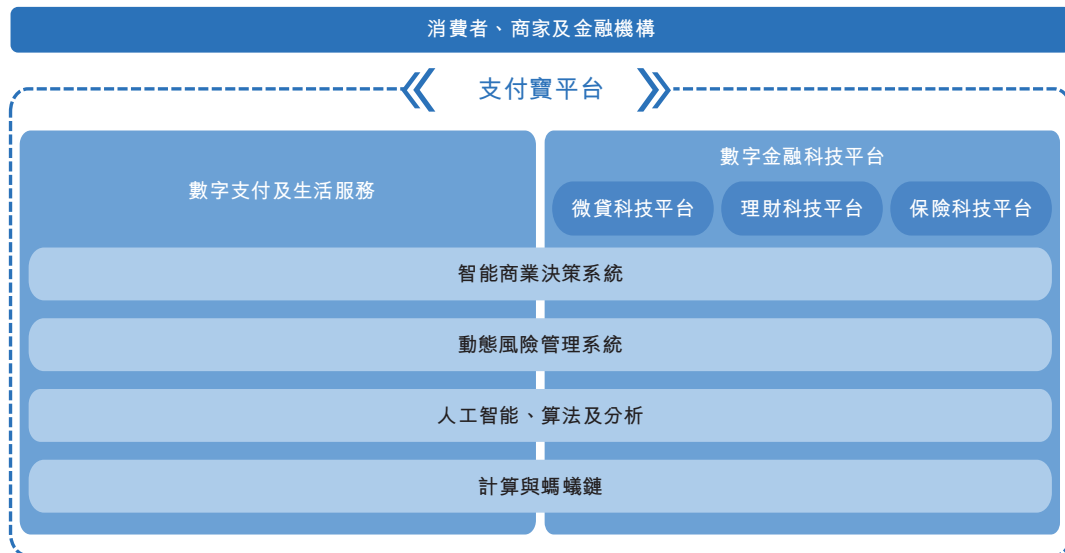 消費者、商家及金融機構
支付寶平台
數字支付及生活服務
數字金融科技平台
微貸科技平台
理財科技平台
保險科技平台
智能商業決策系統
動態風險管理系統
人工智能、算法及分析
計算與螞蟻鏈